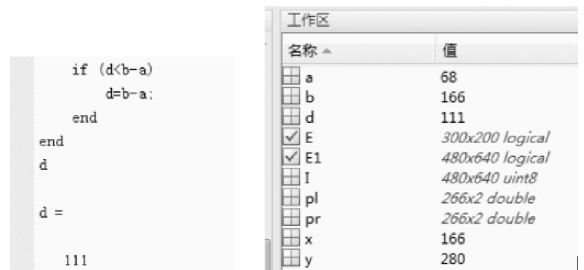 if (d<b-a)
d=b-a;
end
end
d
d =
111
工作区
名称 值
a 68
b 166
d 111
E 300x200 logical
E1 480x640 logical
I 480x640 uint8
pl 266x2 double
pr 266x2 double
x 166
y 280